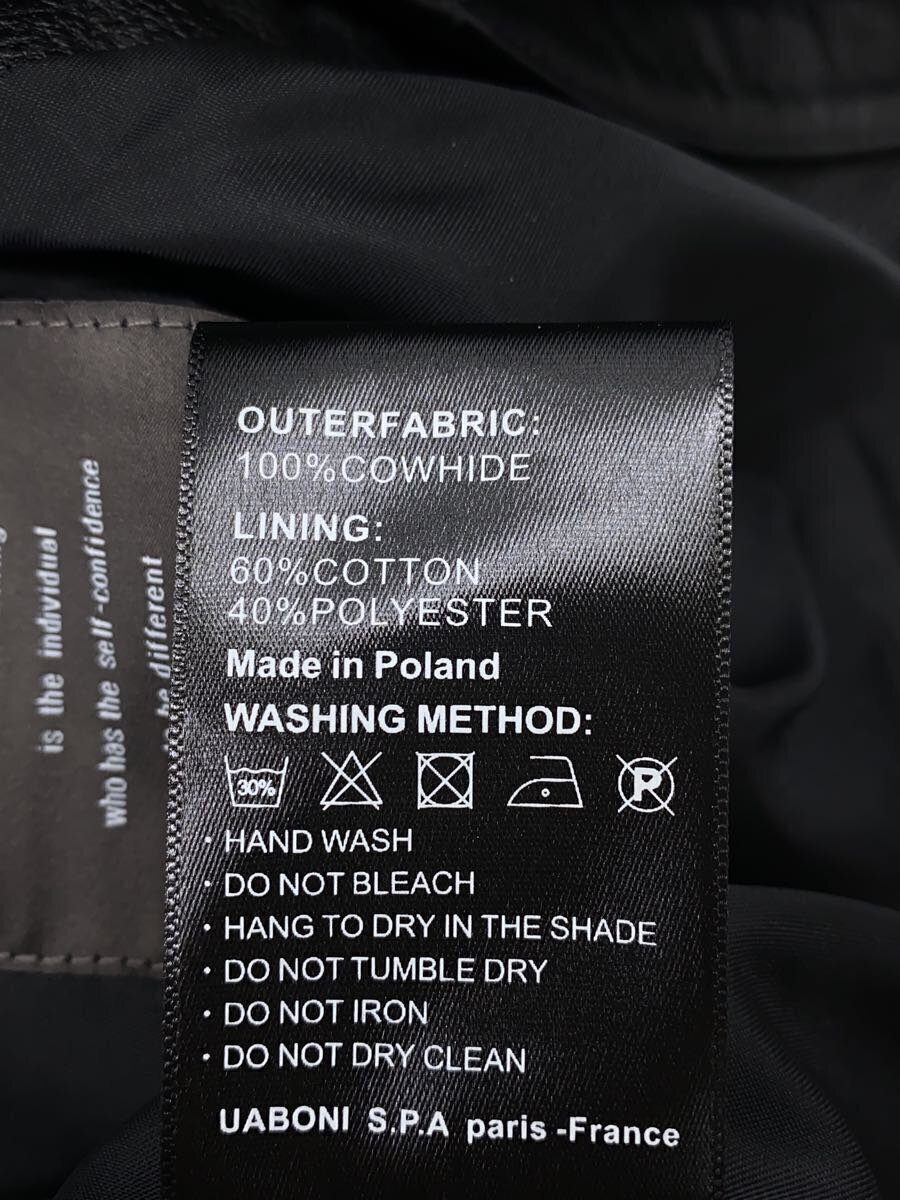 OUTERFABRIC:
100%COWHIDE
LINING:
60%COTTON
40%POLYESTER
Made in Poland
WASHING METHOD:
30%
P
· HAND WASH
· DO NOT BLEACH
· HANG TO DRY IN THE SHADE
· DO NOT TUMBLE DRY
· DO NOT IRON
· DO NOT DRY CLEAN
UABONI S.P.A paris -France
is the individual
who has the self-confidence
be different